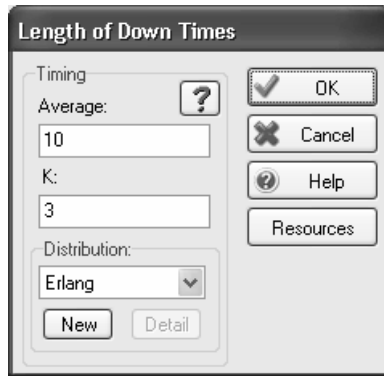 Length of Down Times
Timing
Average:
?
10
K:
3
Distribution:
Erlang
New
Detail
OK
Cancel
? Help
Resources